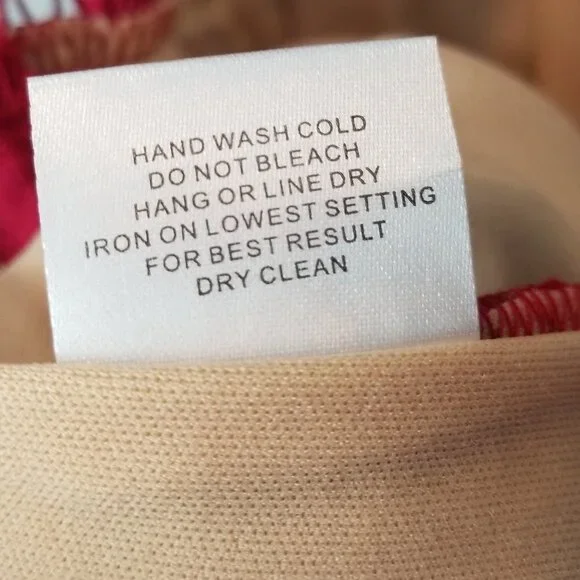 HAND WASH COLD
DO NOT BLEACH
HANG OR LINE DRY
IRON ON LOWEST SETTING
FOR BEST RESULT
DRY CLEAN